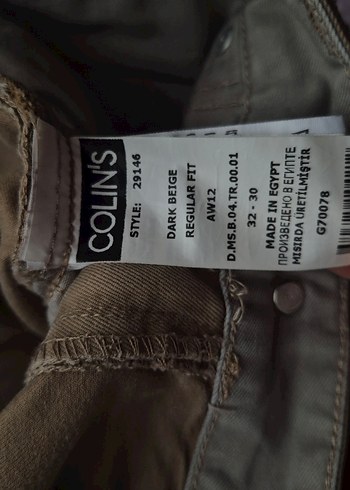 COLIN'S
STYLE: 29146
DARK BEIGE
REGULAR FIT
AW12
D.MS.B.04.TR.00.01
32 - 30
MADE IN EGYPT
ПРОИЗВЕДЕНО В ЕГИПТЕ
MISIRDA ÜRETİLMİŞTİR
G70078